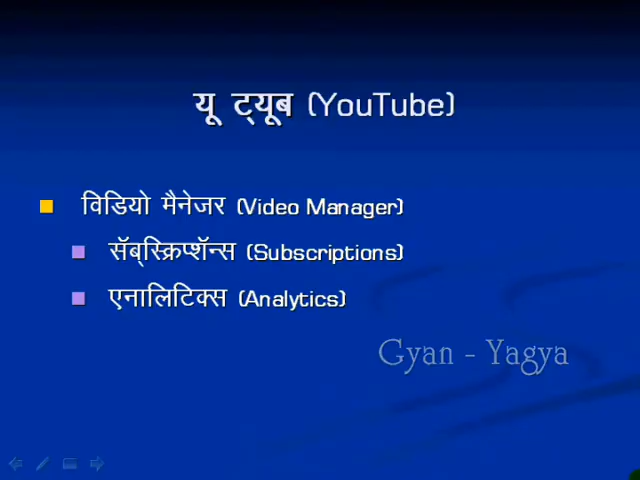 यू ट्यूब (YouTube)
विडियो मैनेजर (Video Manager)
सॅब्स्क्रिप्शॅन्स (Subscriptions)
एनालिटिक्स (Analytics)
Gyan - Yagya